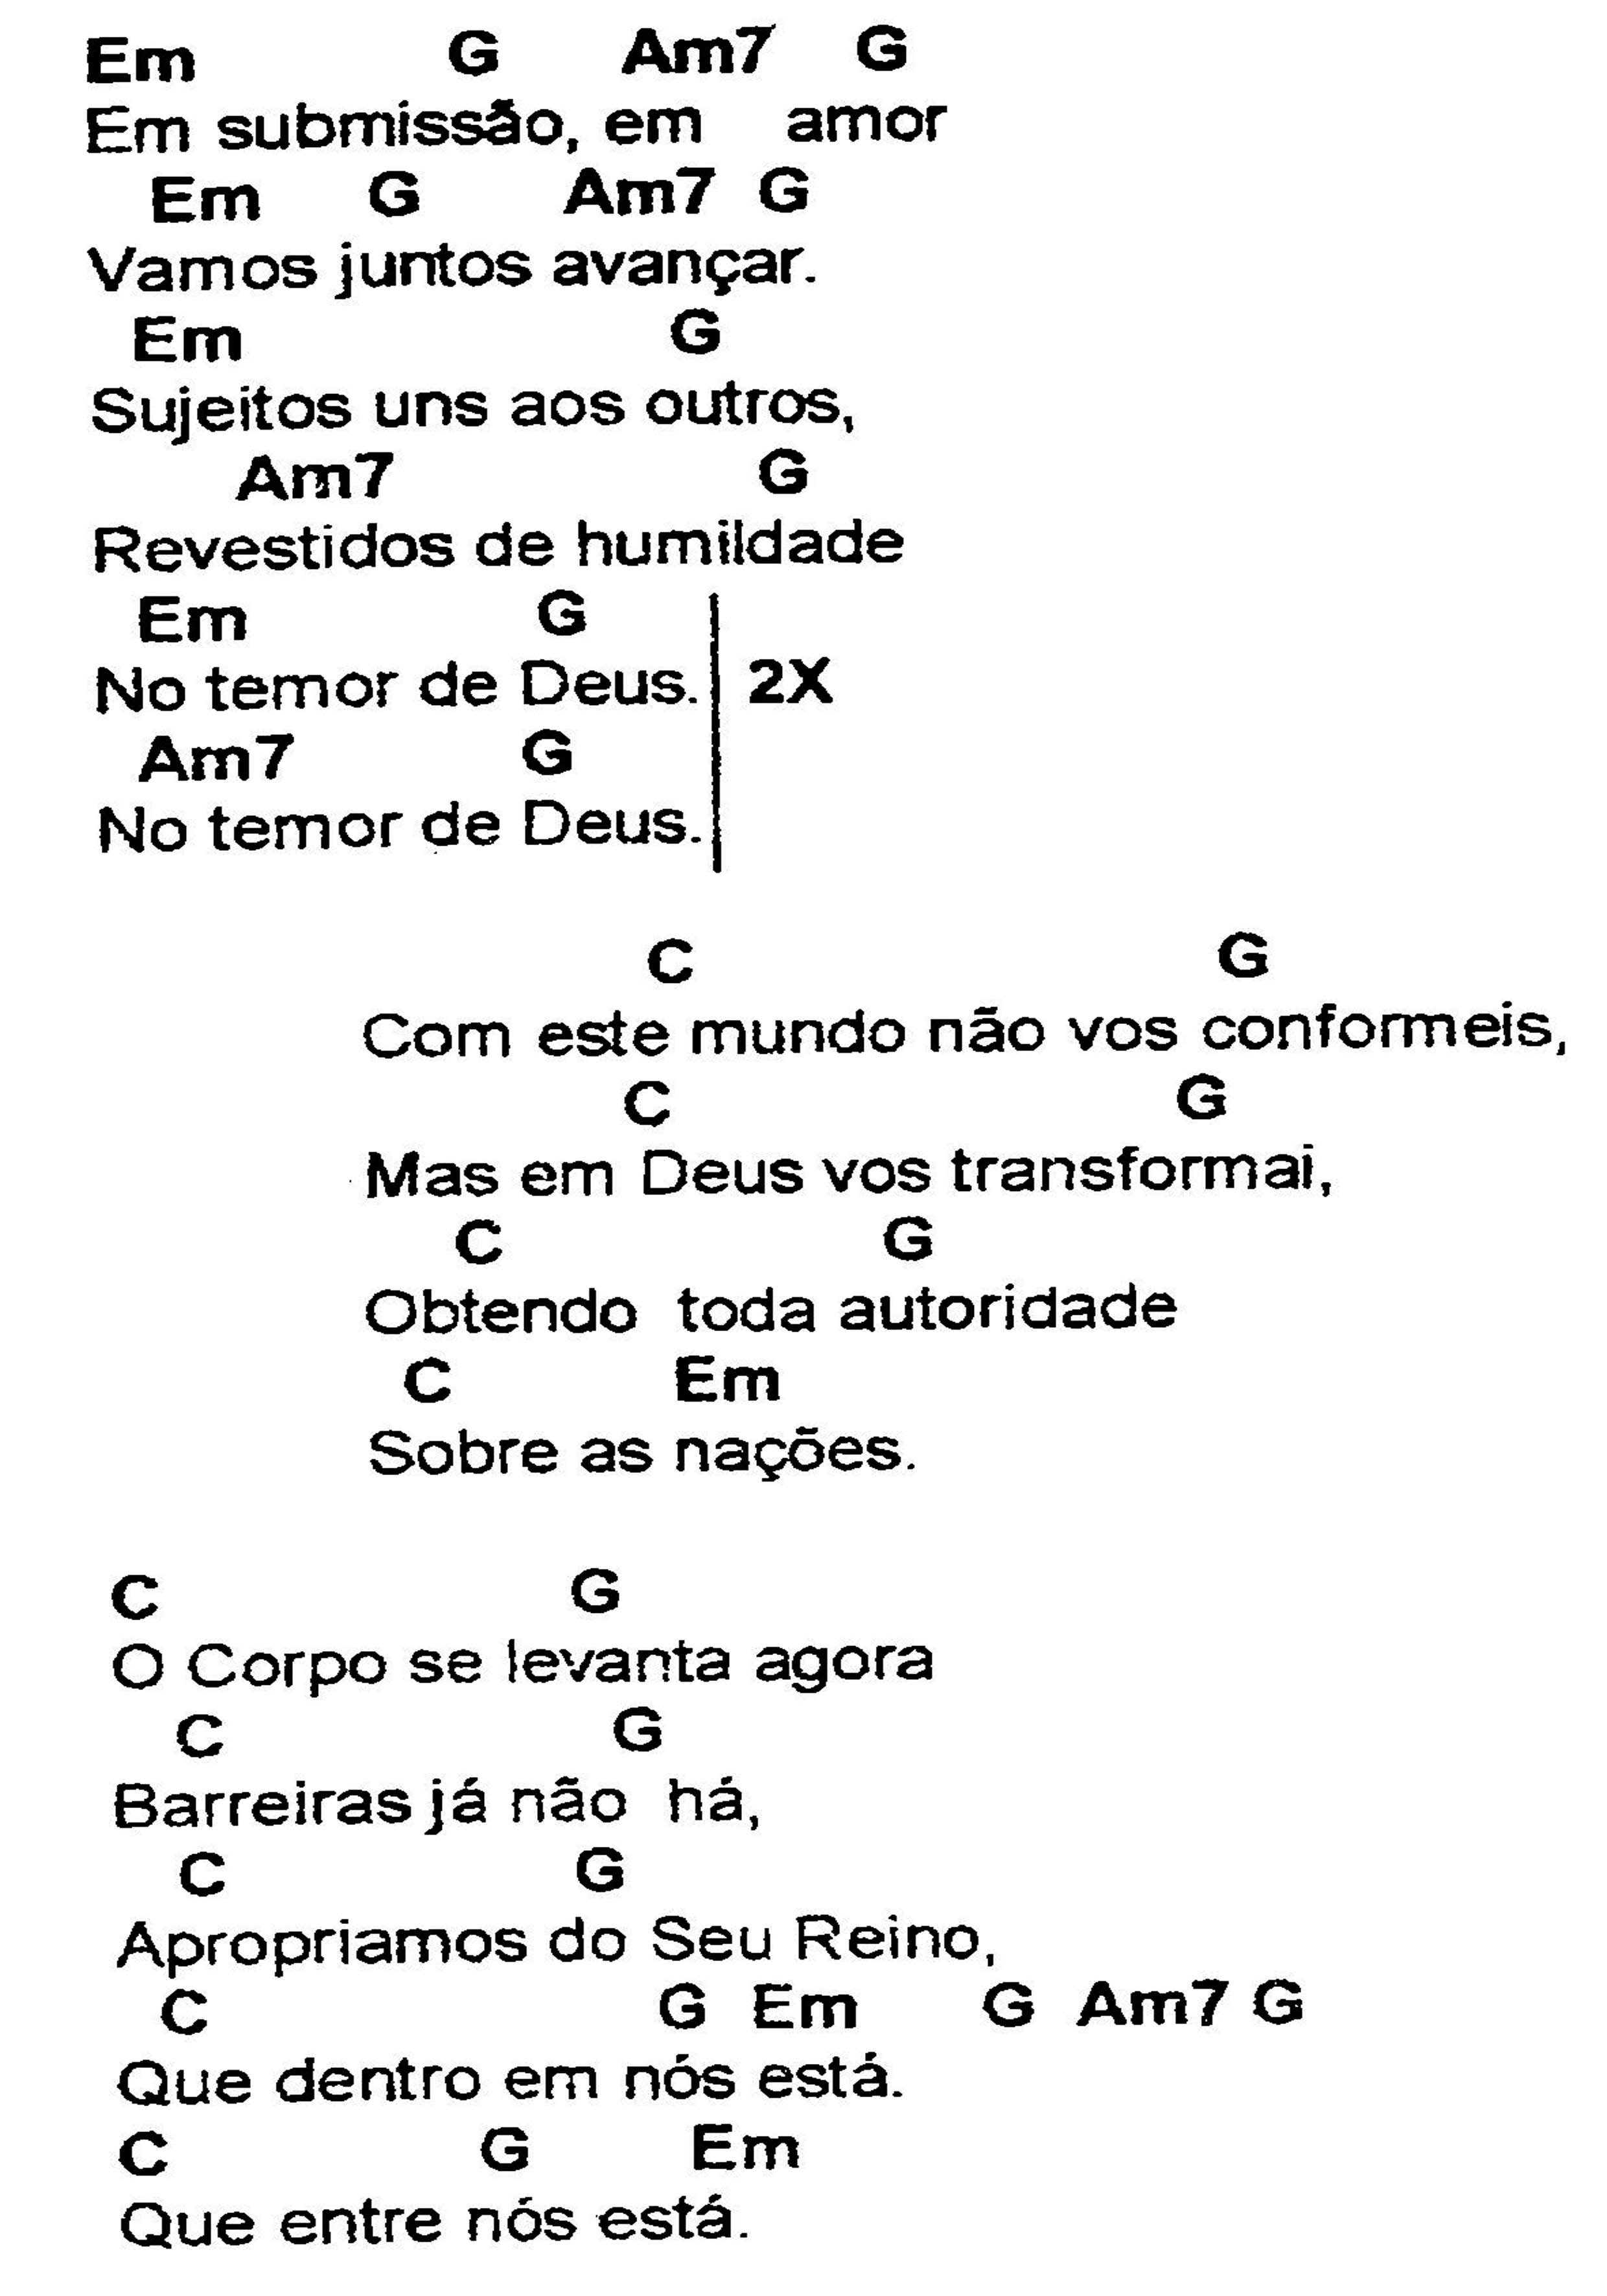 Em G Am7 G
Em submissão, em amor
Em G Am7 G
Vamos juntos avançar.
Em G
Sujeitos uns aos outros,
Am7 G
Revestidos de humildade
Em G
No temor de Deus. 2X
Am7 G
No temor de Deus.
C G
Com este mundo não vos conformeis,
C G
Mas em Deus vos transformai,
C G
Obtendo toda autoridade
C Em
Sobre as nações.
C G
O Corpo se levanta agora
C G
Barreiras já não há,
C G
Apropriamos do Seu Reino,
C G Em G Am7 G
Que dentro em nós está.
C G Em
Que entre nós está.